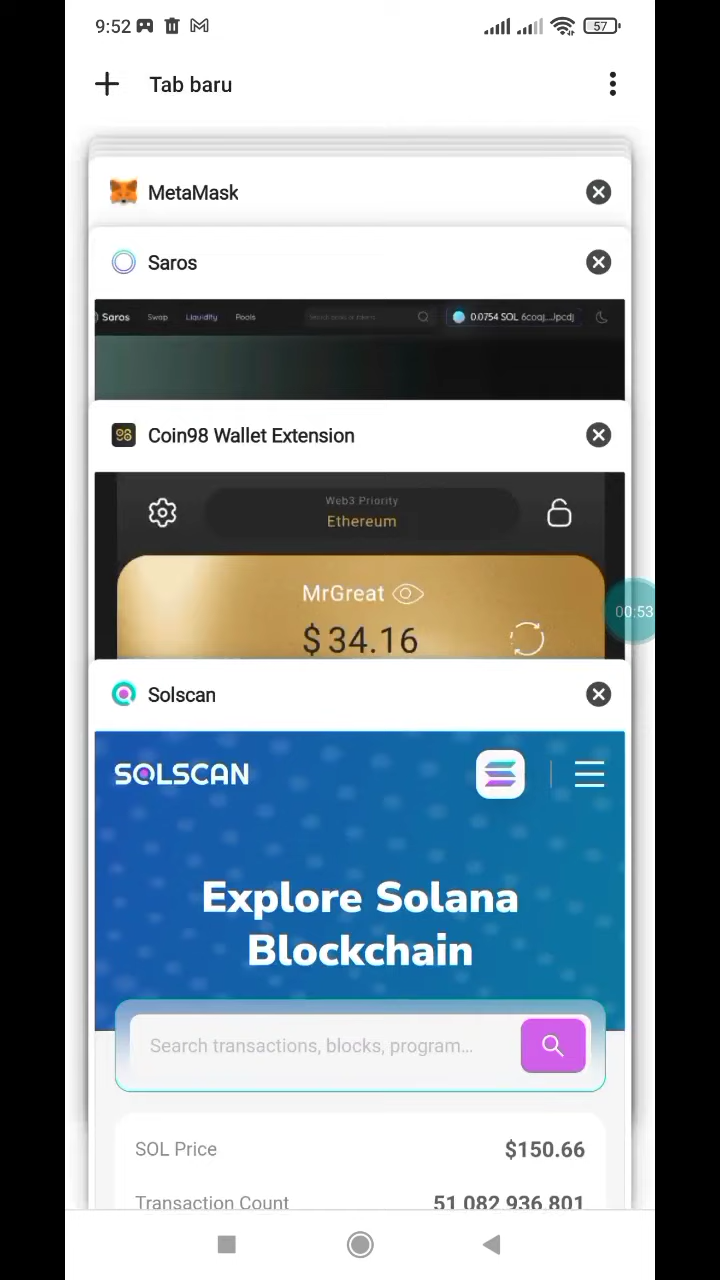 9:52
57
Tab baru
MetaMask
Saros
Saros Swap Liquidity Pools 0.0754 SOL 6coaj...Jpcdj
Coin98 Wallet Extension
Web3 Priority
Ethereum
MrGreat
$34.16
00:53
Solscan
SOLSCAN
Explore Solana
Blockchain
Search transactions, blocks, program...
SOL Price $150.66
Transaction Count 51,082,936,801